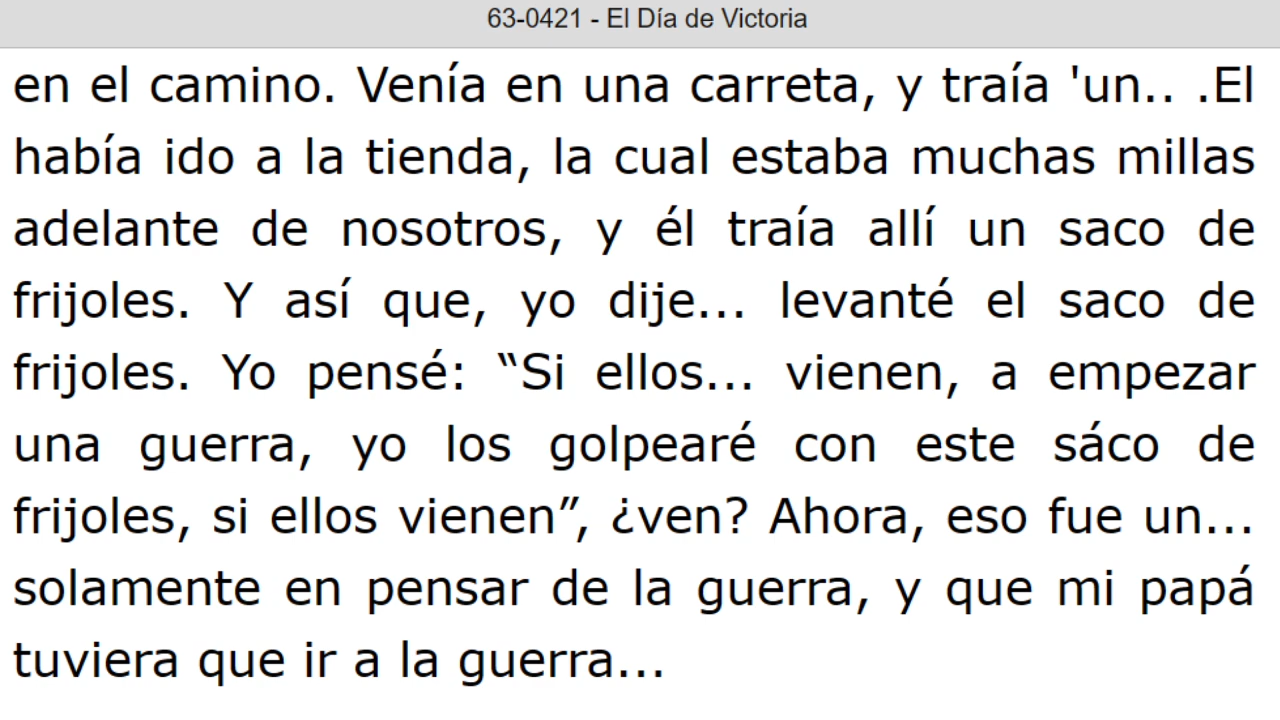 63-0421 - El Día de Victoria
en el camino. Venía en una carreta, y traía 'un.. .El
había ido a la tienda, la cual estaba muchas millas
adelante de nosotros, y él traía allí un saco de
frijoles. Y así que, yo dije... levanté el saco de
frijoles. Yo pensé: “Si ellos... vienen, a empezar
una guerra, yo los golpearé con este sáco de
frijoles, si ellos vienen”, ¿ven? Ahora, eso fue un...
solamente en pensar de la guerra, y que mi papá
tuviera que ir a la guerra...